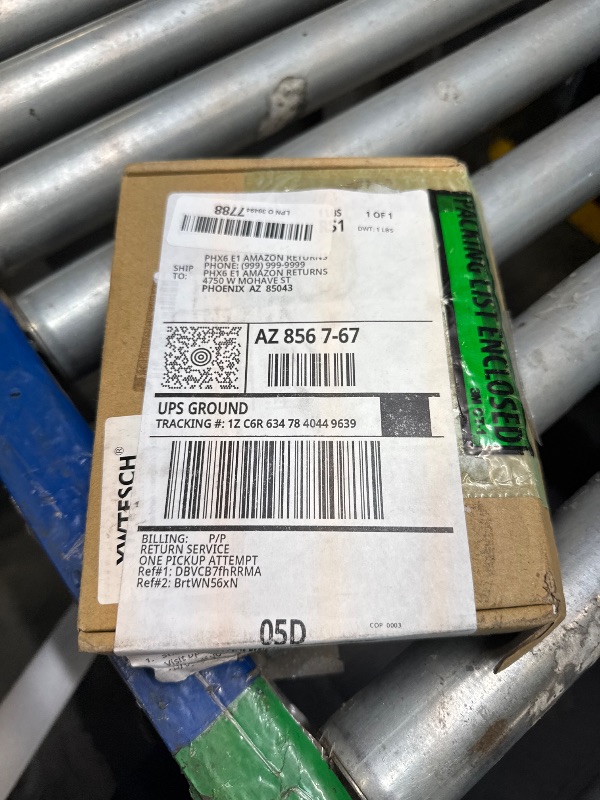 LPN Q 39494 7788
1 OF 1
DWT: 1 LBS
SHIP TO:
PHX6 E1 AMAZON RETURNS
PHONE: (999) 999-9999
PHX6 E1 AMAZON RETURNS
4750 W MOHAVE ST.
PHOENIX AZ 85043
AZ 856 7-67
UPS GROUND
TRACKING #: 1Z C6R 634 78 4044 9639
BILLING: P/P
RETURN SERVICE
ONE PICKUP ATTEMPT
Ref#1: DBVCB7fhRRMA
Ref#2: BrtWN56xN
05D
COP 0003
LIST ENCLOSED